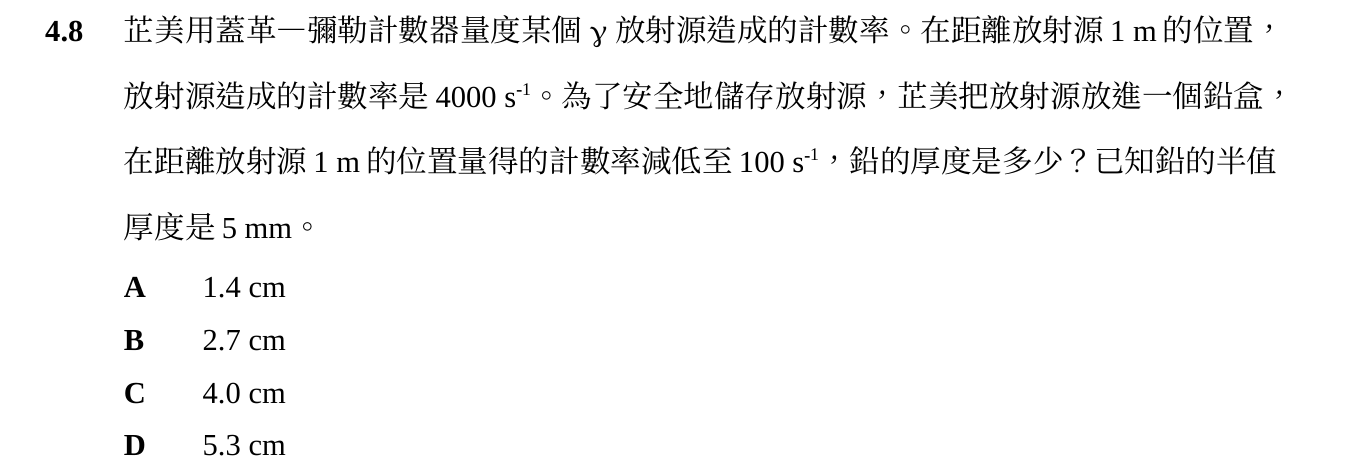 4.8 芷美用蓋革—彌勒計數器量度某個 γ 放射源造成的計數率。在距離放射源 1 m 的位置，
放射源造成的計數率是 4000 s⁻¹。為了安全地儲存放射源，芷美把放射源放進一個鉛盒，
在距離放射源 1 m 的位置量得的計數率減低至 100 s⁻¹，鉛的厚度是多少？已知鉛的半值
厚度是 5 mm。
A 1.4 cm
B 2.7 cm
C 4.0 cm
D 5.3 cm